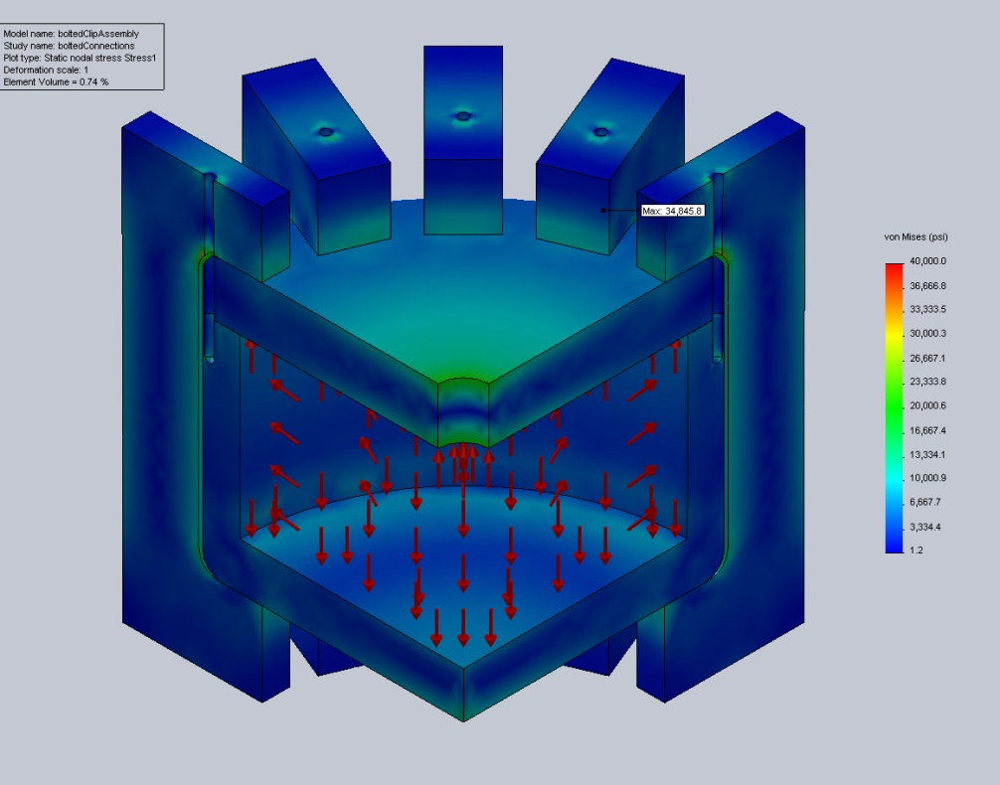 Model name: boltedClipAssembly
Study name: boltedConnections
Plot type: Static nodal stress Stress1
Deformation scale: 1
Element Volume = 0.74 %
Max: 34,845.8
von Mises (psi)
40,000.0
36,666.8
33,333.5
30,000.3
26,667.1
23,333.8
20,000.6
16,667.4
13,334.1
10,000.9
6,667.7
3,334.4
1.2